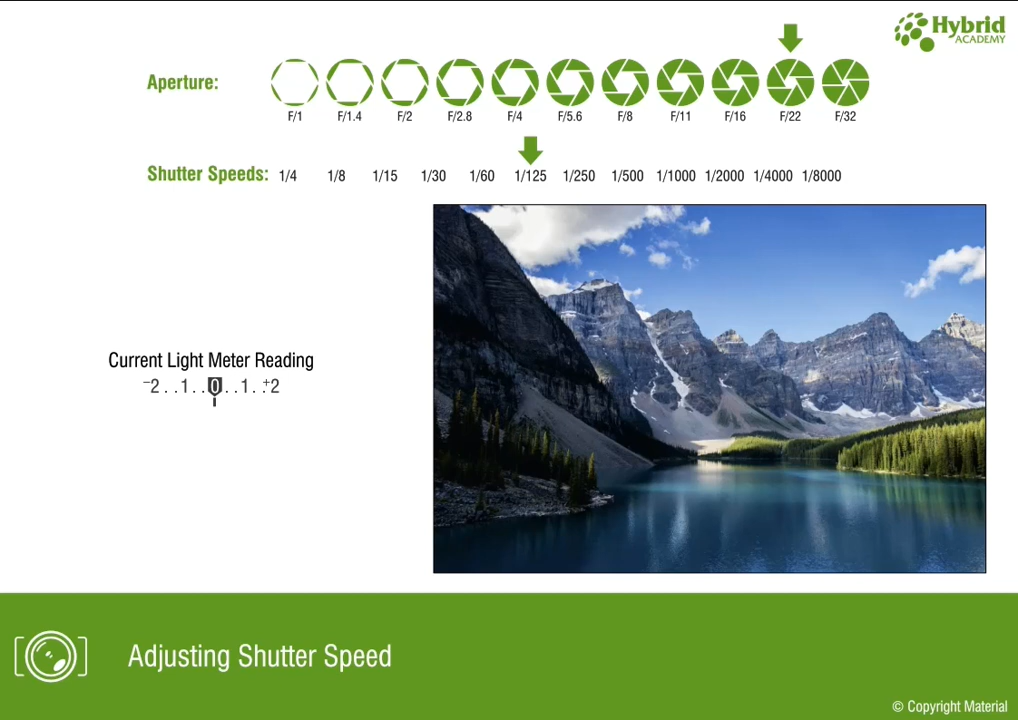 Hybrid
ACADEMY
Aperture:
F/1 F/1.4 F/2 F/2.8 F/4 F/5.6 F/8 F/11 F/16 F/22 F/32
Shutter Speeds: 1/4 1/8 1/15 1/30 1/60 1/125 1/250 1/500 1/1000 1/2000 1/4000 1/8000
Current Light Meter Reading
-2 . . 1 . . 0 . . 1 . . +2
Adjusting Shutter Speed
© Copyright Material